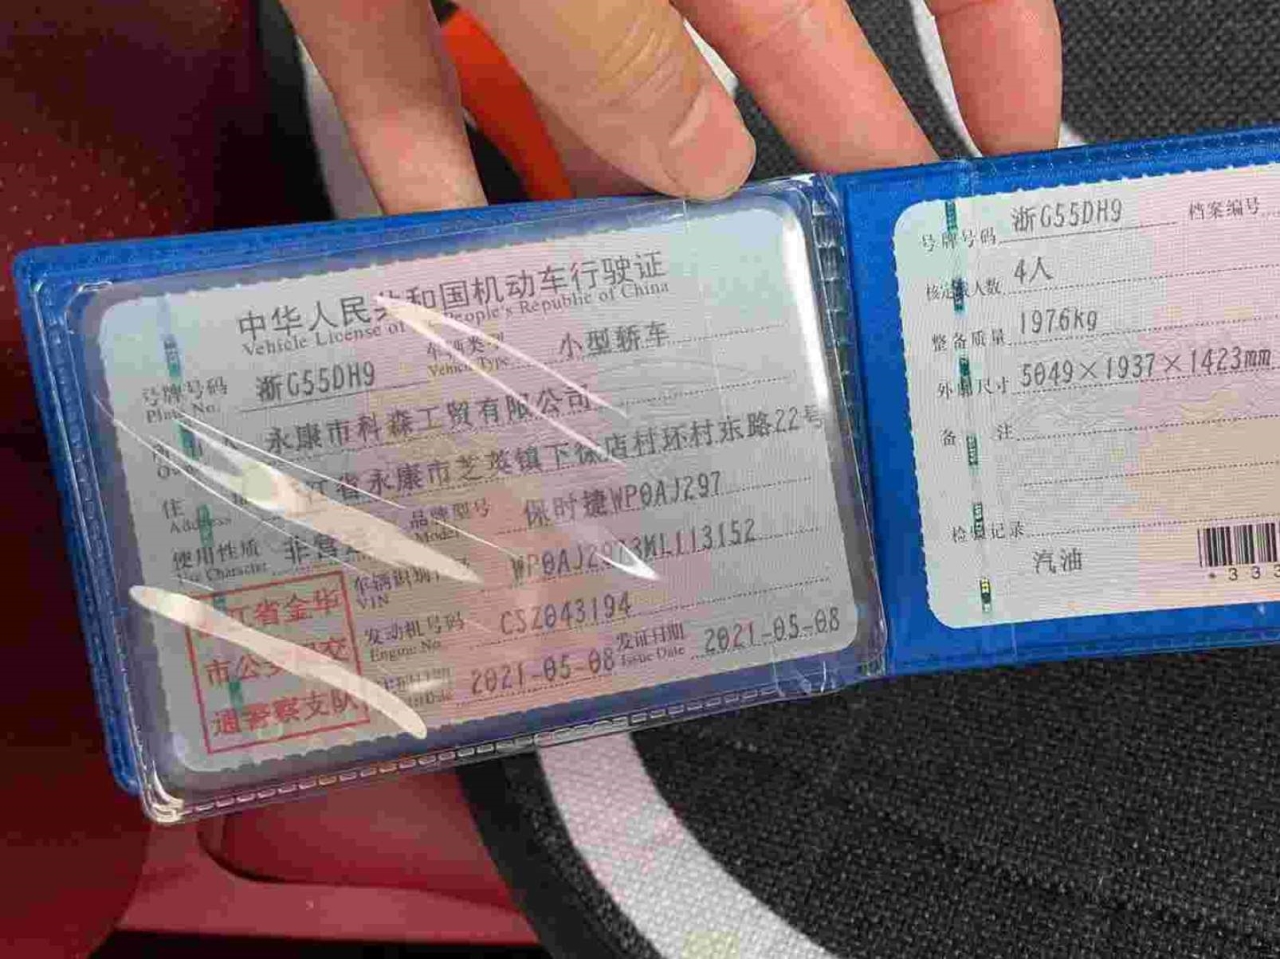 中华人民共和国机动车行驶证
Vehicle License of People's Republic of China
号牌号码 浙G55DH9 车辆类型 小型轿车
Plate No. Vehicle Type
永康市科森工贸有限公司
江省永康市芝英镇下徐店村环村东路22号
住
Address
使用性质 非营 品牌型号 保时捷WP0AJ297
Use Character Model
车辆识别代号 WP0AJ2973ML113152
VIN
发动机号码 CSZ043194
Engine No.
2021-05-08 发证日期 2021-05-08
Issue Date
江省金华
市公安局交
通警察支队
号牌号码 浙G55DH9 档案编号
核定载人数 4人
整备质量 1976kg
外廓尺寸 5049×1937×1423mm
备 注
检验记录
汽油
*333